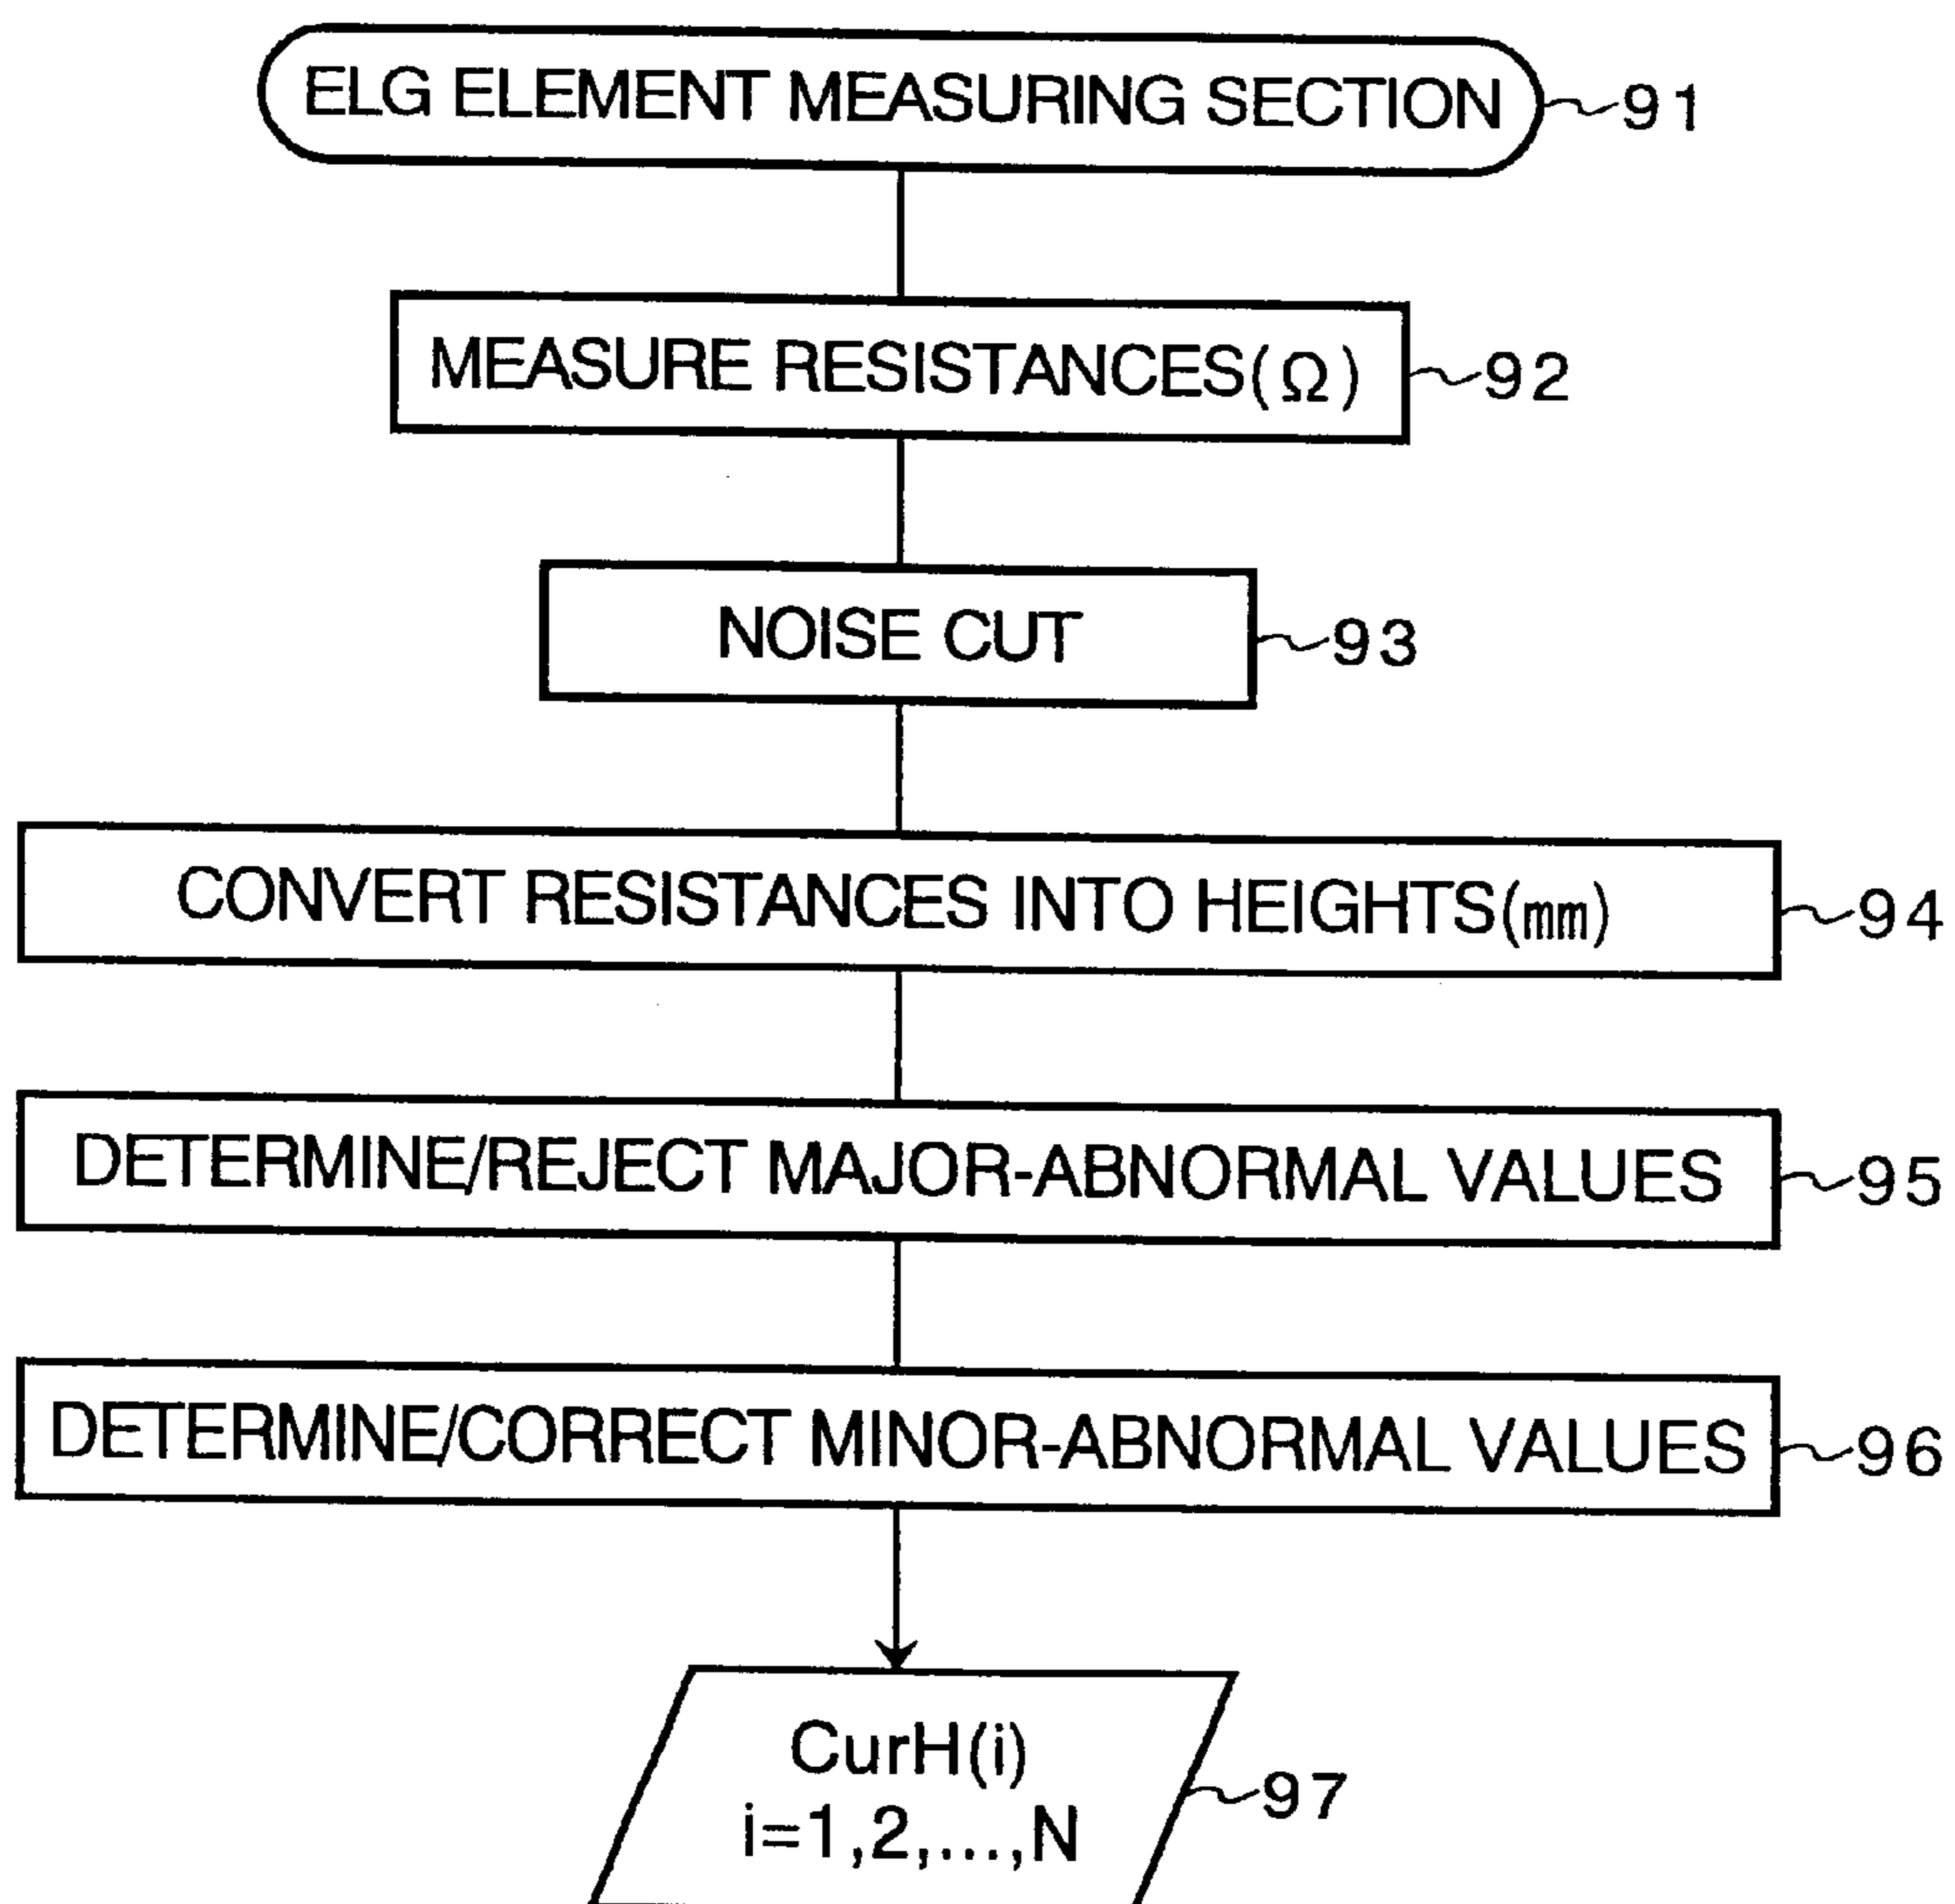 ELG ELEMENT MEASURING SECTION 91
MEASURE RESISTANCES(Ω) 92
NOISE CUT 93
CONVERT RESISTANCES INTO HEIGHTS(mm) 94
DETERMINE/REJECT MAJOR-ABNORMAL VALUES 95
DETERMINE/CORRECT MINOR-ABNORMAL VALUES 96
CurH(i)
i=1,2,...,N
97